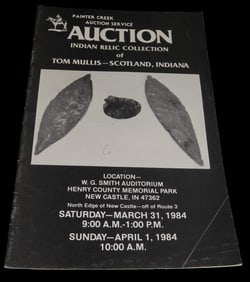 PAINTER CREEK
AUCTION SERVICE
AUCTION
INDIAN RELIC COLLECTION
of
TOM MULLIS—SCOTLAND, INDIANA
LOCATION—
W. G. SMITH AUDITORIUM
HENRY COUNTY MEMORIAL PARK
NEW CASTLE, IN 47362
North Edge of New Castle—off of Route 3
SATURDAY—MARCH 31, 1984
9:00 A.M.-1:00 P.M.
SUNDAY—APRIL 1, 1984
10:00 A.M.